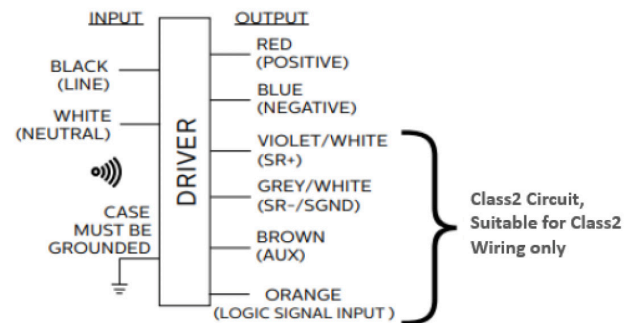 INPUT
OUTPUT
BLACK
(LINE)
WHITE
(NEUTRAL)
CASE
MUST BE
GROUNDED
DRIVER
RED
(POSITIVE)
BLUE
(NEGATIVE)
VIOLET/WHITE
(SR+)
GREY/WHITE
(SR-/SGND)
BROWN
(AUX)
ORANGE
(LOGIC SIGNAL INPUT )
Class2 Circuit,
Suitable for Class2
Wiring only